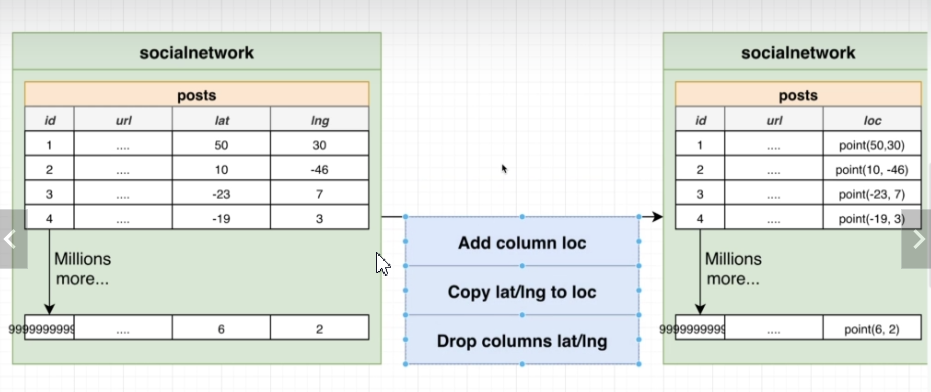 socialnetwork
posts
id url lat lng
1 .... 50 30
2 .... 10 -46
3 .... -23 7
4 .... -19 3
Millions
more...
9999999999 .... 6 2
Add column loc
Copy lat/lng to loc
Drop columns lat/lng
socialnetwork
posts
id url loc
1 .... point(50,30)
2 .... point(10, -46)
3 .... point(-23, 7)
4 .... point(-19, 3)
Millions
more...
9999999999 .... point(6, 2)